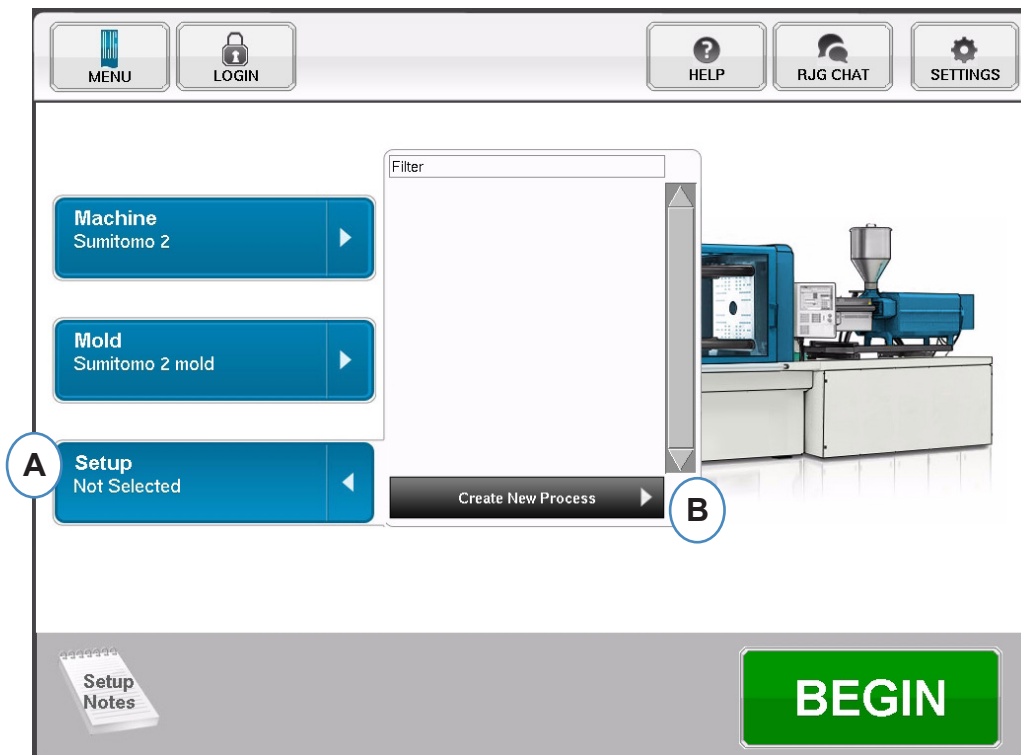 MENU
LOGIN
HELP
RJG CHAT
SETTINGS
Filter
Machine
Sumitomo 2
Mold
Sumitomo 2 mold
A
Setup
Not Selected
Create New Process
B
Setup
Notes
BEGIN